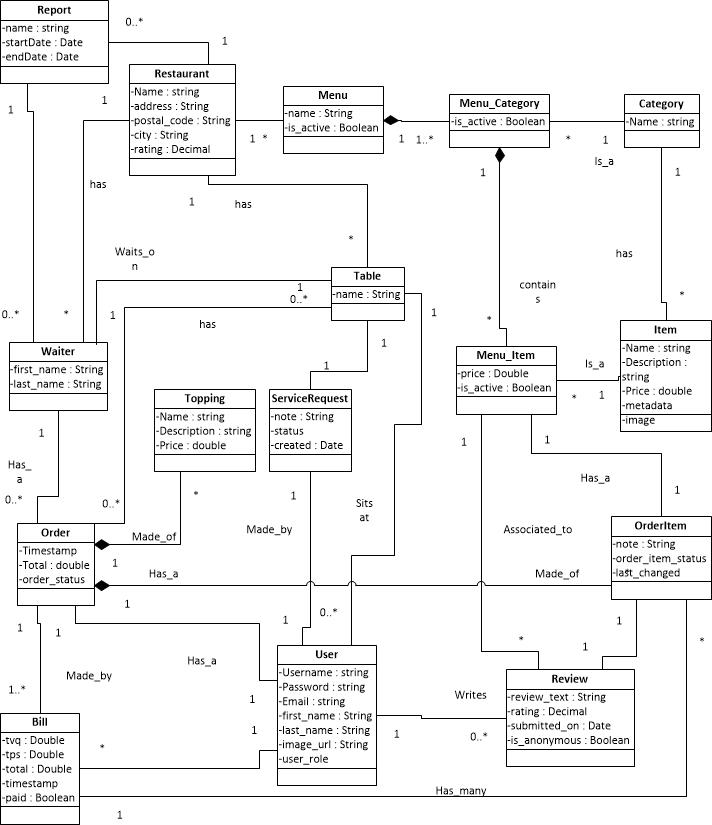 Report
-name : string
-startDate : Date
-endDate : Date
0..*
1
Restaurant
-Name : string
-address : String
-postal_code : String
-city : String
-rating : Decimal
Menu
-name : String
-is_active : Boolean
Menu_Category
-is_active : Boolean
Category
-Name : string
1
1
1
*
1
1..*
*
1
Is_a
1
1
has
1
has
*
Waits_o
n
1
0..*
Table
-name : String
contain
s
has
*
0..*
*
1
has
1
1
*
Waiter
-first_name : String
-last_name : String
Menu_Item
-price : Double
-is_active : Boolean
Is_a
*
1
Item
-Name : string
-Description :
string
-Price : double
-metadata
-image
1
Topping
-Name : string
-Description : string
-Price : double
ServiceRequest
-note : String
-status
-created : Date
1
1
1
Has_
a
0..*
*
0..*
1
Sits
at
Has_a
1
Order
-Timestamp
-Total : double
-order_status
Made_of
Made_by
Associated_to
OrderItem
-note : String
-order_item_status
-last_changed
*
1
Has_a
Made_of
1
1
1
1
0..*
1
1
*
*
Made_by
Has_a
User
-Username : string
-Password : string
-Email : string
-first_name : String
-last_name : String
-image_url : String
-user_role
Review
-review_text : String
-rating : Decimal
-submitted_on : Date
-is_anonymous : Boolean
1..*
1
Writes
1
1
0..*
Bill
-tvq : Double
-tps : Double
-total : Double
-timestamp
-paid : Boolean
*
Has_many
1